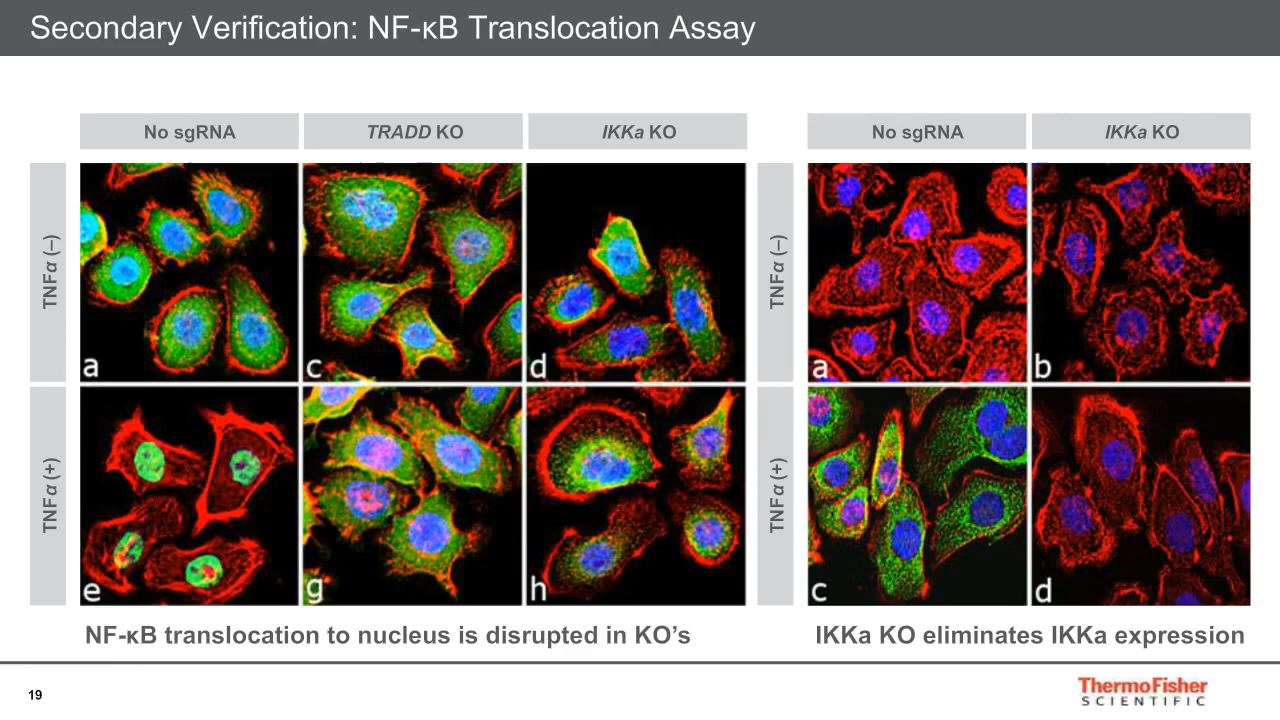 Secondary Verification: NF-κB Translocation Assay
No sgRNA
TRADD KO
IKKa KO
No sgRNA
IKKa KO
TNFα (–)
TNFα (–)
a
c
d
a
b
TNFα (+)
TNFα (+)
e
g
h
c
d
NF-κB translocation to nucleus is disrupted in KO’s
IKKa KO eliminates IKKa expression
19
ThermoFisher
SCIENTIFIC